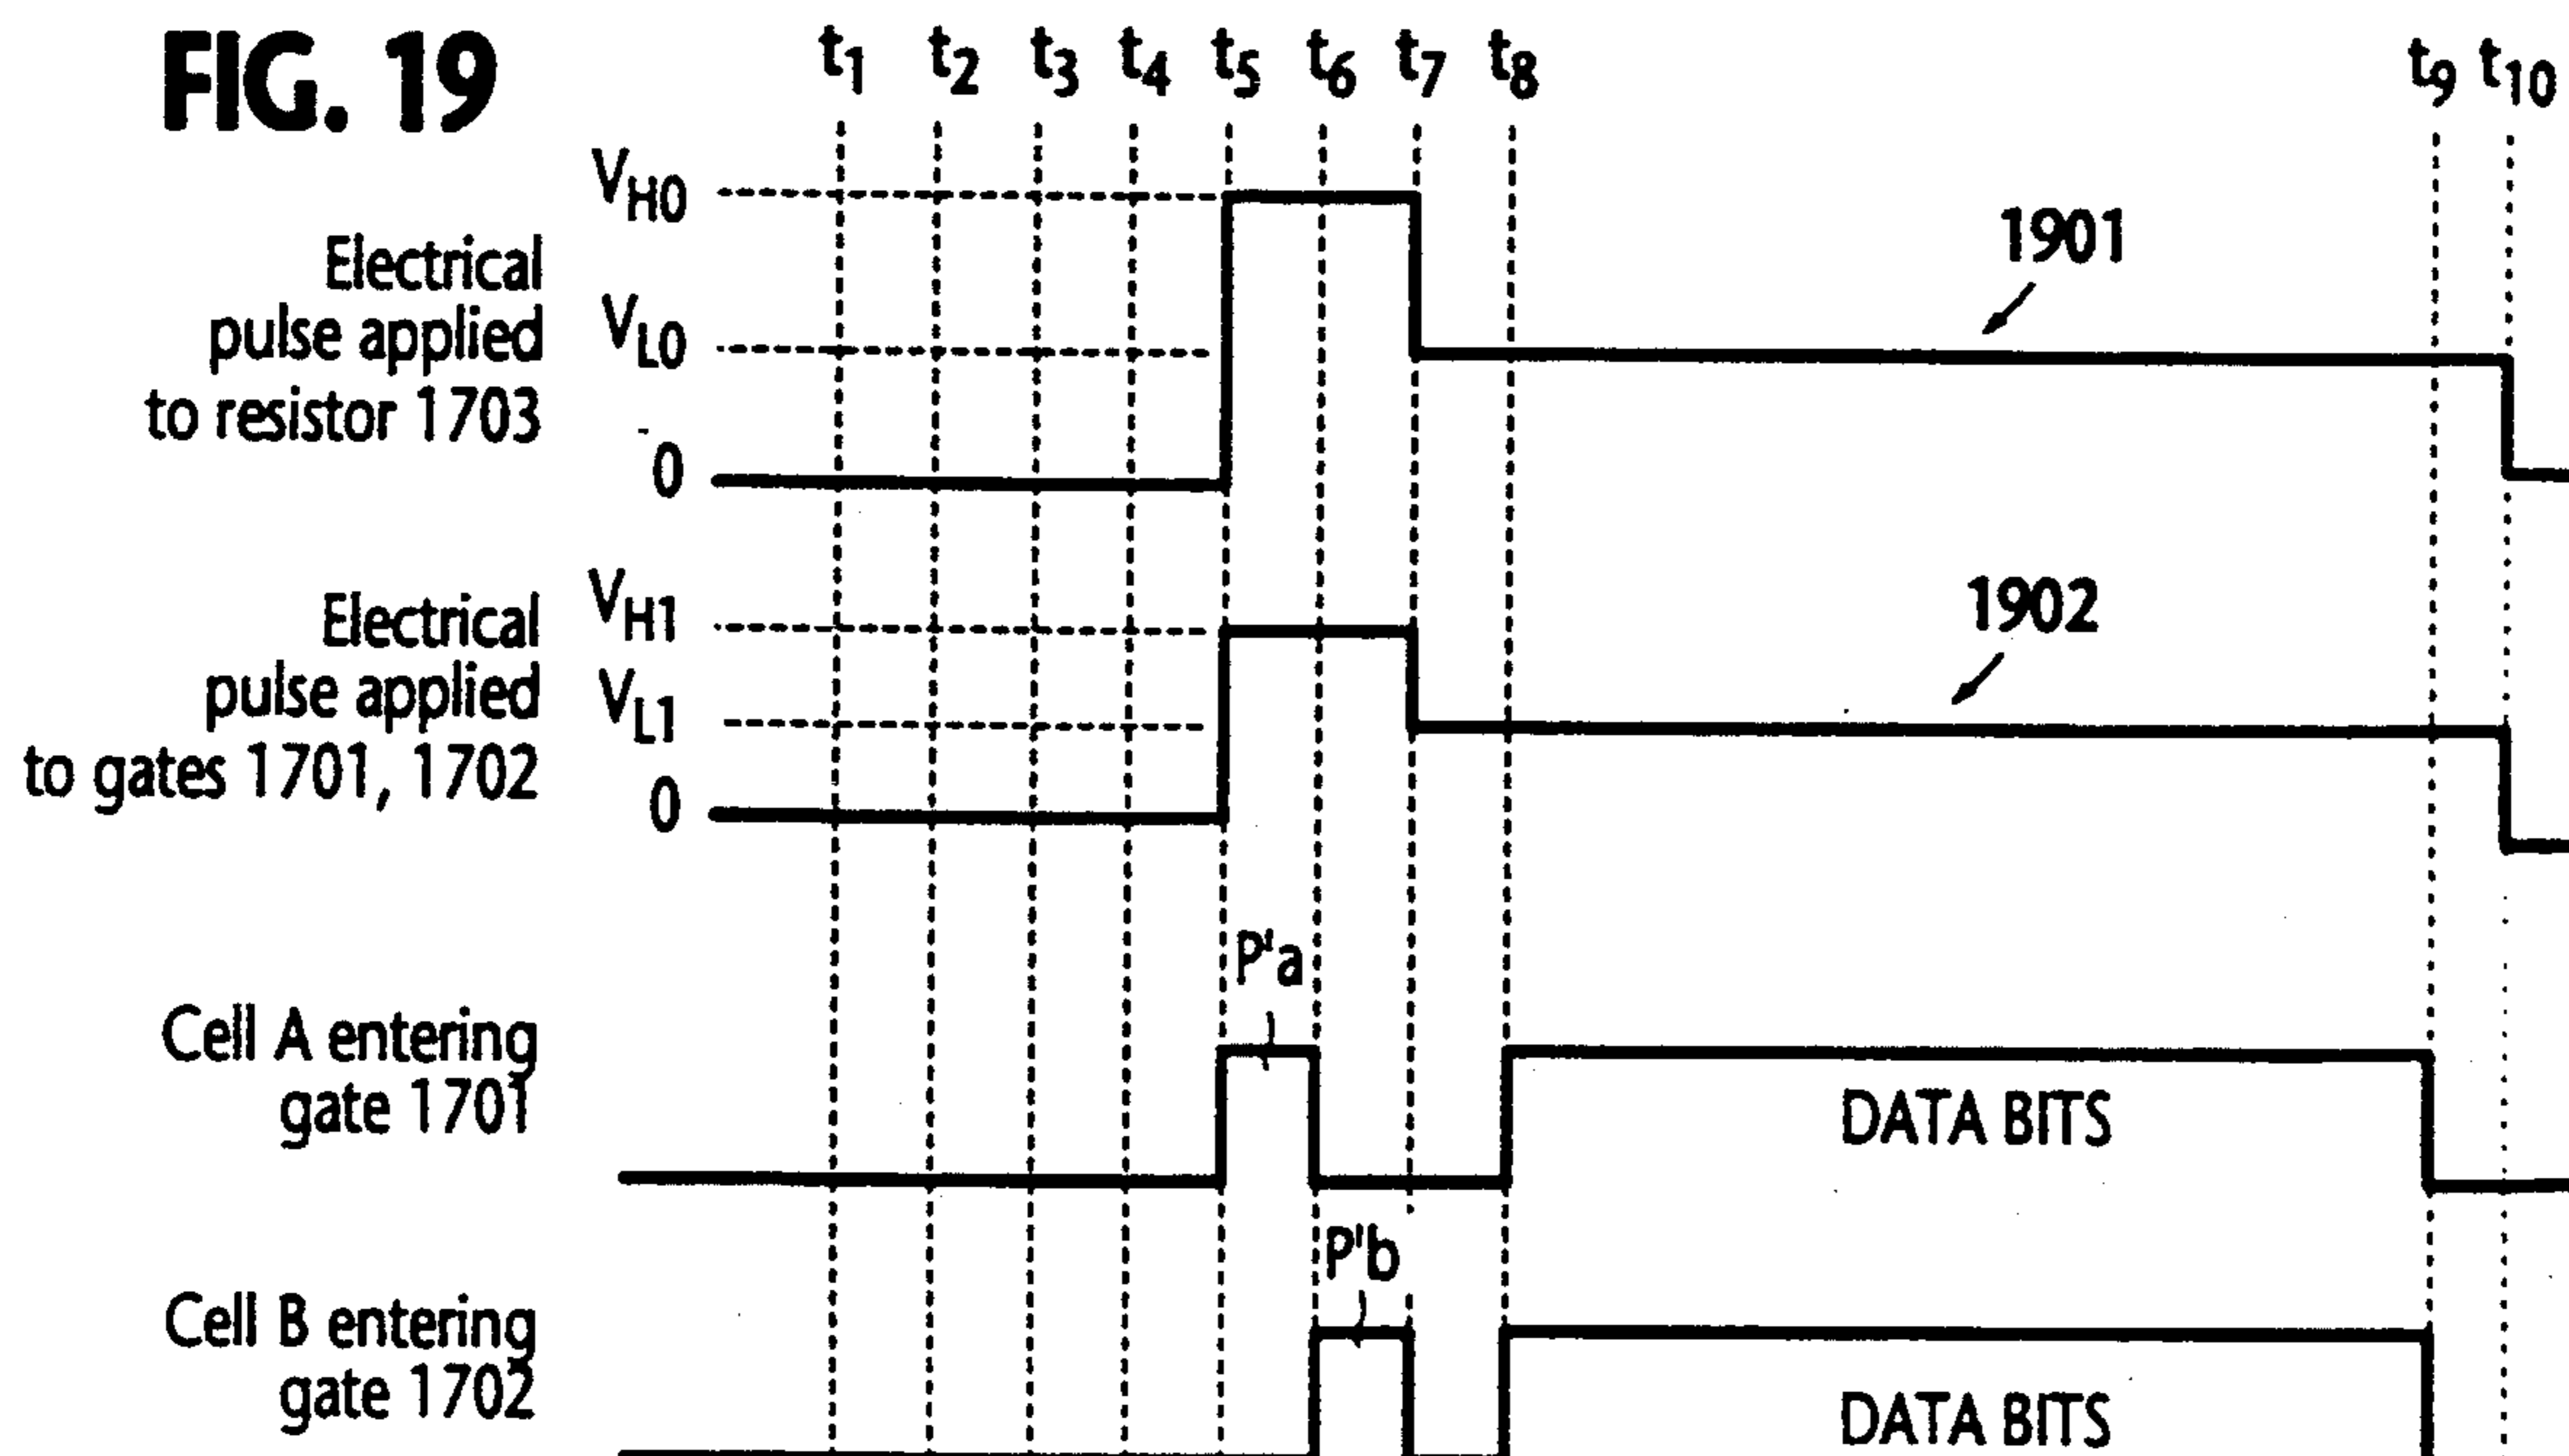 FIG. 19
t1 t2 t3 t4 t5 t6 t7 t8 t9 t10
VH0
Electrical
pulse applied
to resistor 1703
VL0
0
1901
VH1
Electrical
pulse applied
to gates 1701, 1702
VL1
0
1902
P'a
Cell A entering
gate 1701
DATA BITS
P'b
Cell B entering
gate 1702
DATA BITS